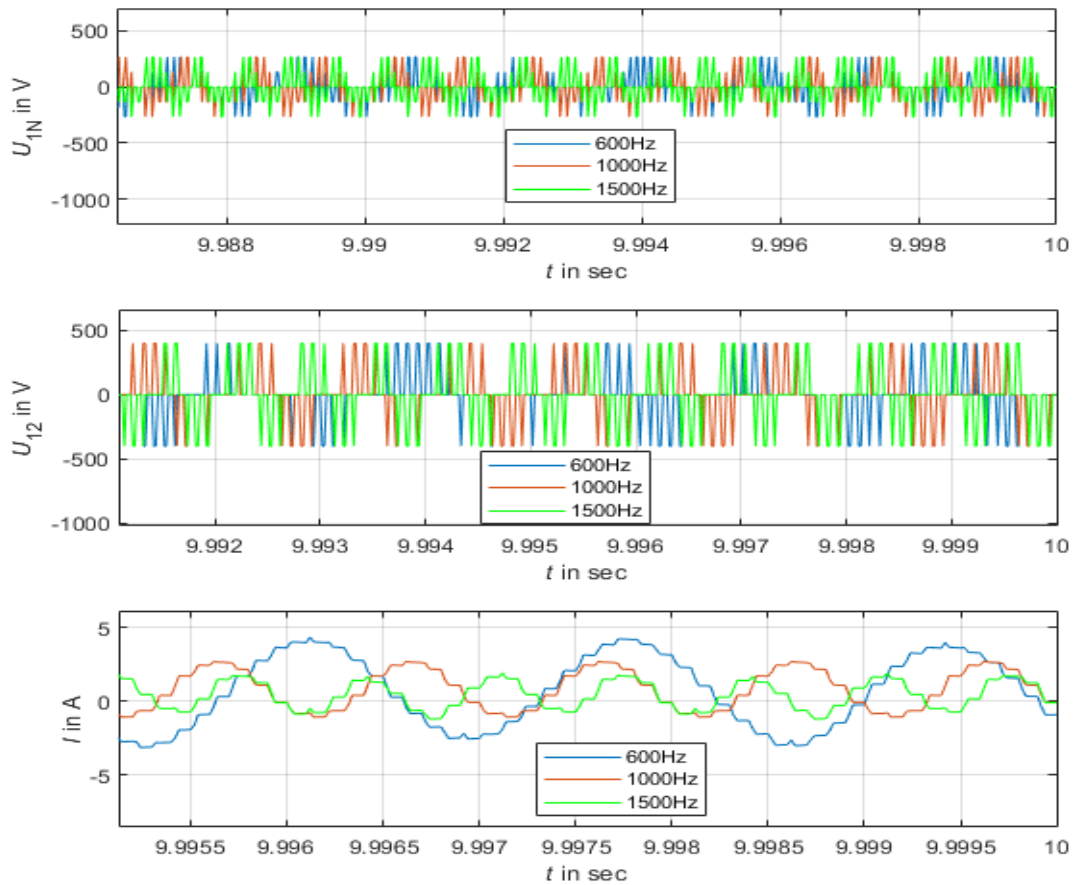 500
0
-500
-1000
U1N in V
600Hz
1000Hz
1500Hz
9.988 9.99 9.992 9.994 9.996 9.998 10
t in sec
500
0
-500
-1000
U12 in V
600Hz
1000Hz
1500Hz
9.992 9.993 9.994 9.995 9.996 9.997 9.998 9.999 10
t in sec
5
0
-5
I in A
600Hz
1000Hz
1500Hz
9.9955 9.996 9.9965 9.997 9.9975 9.998 9.9985 9.999 9.9995 10
t in sec